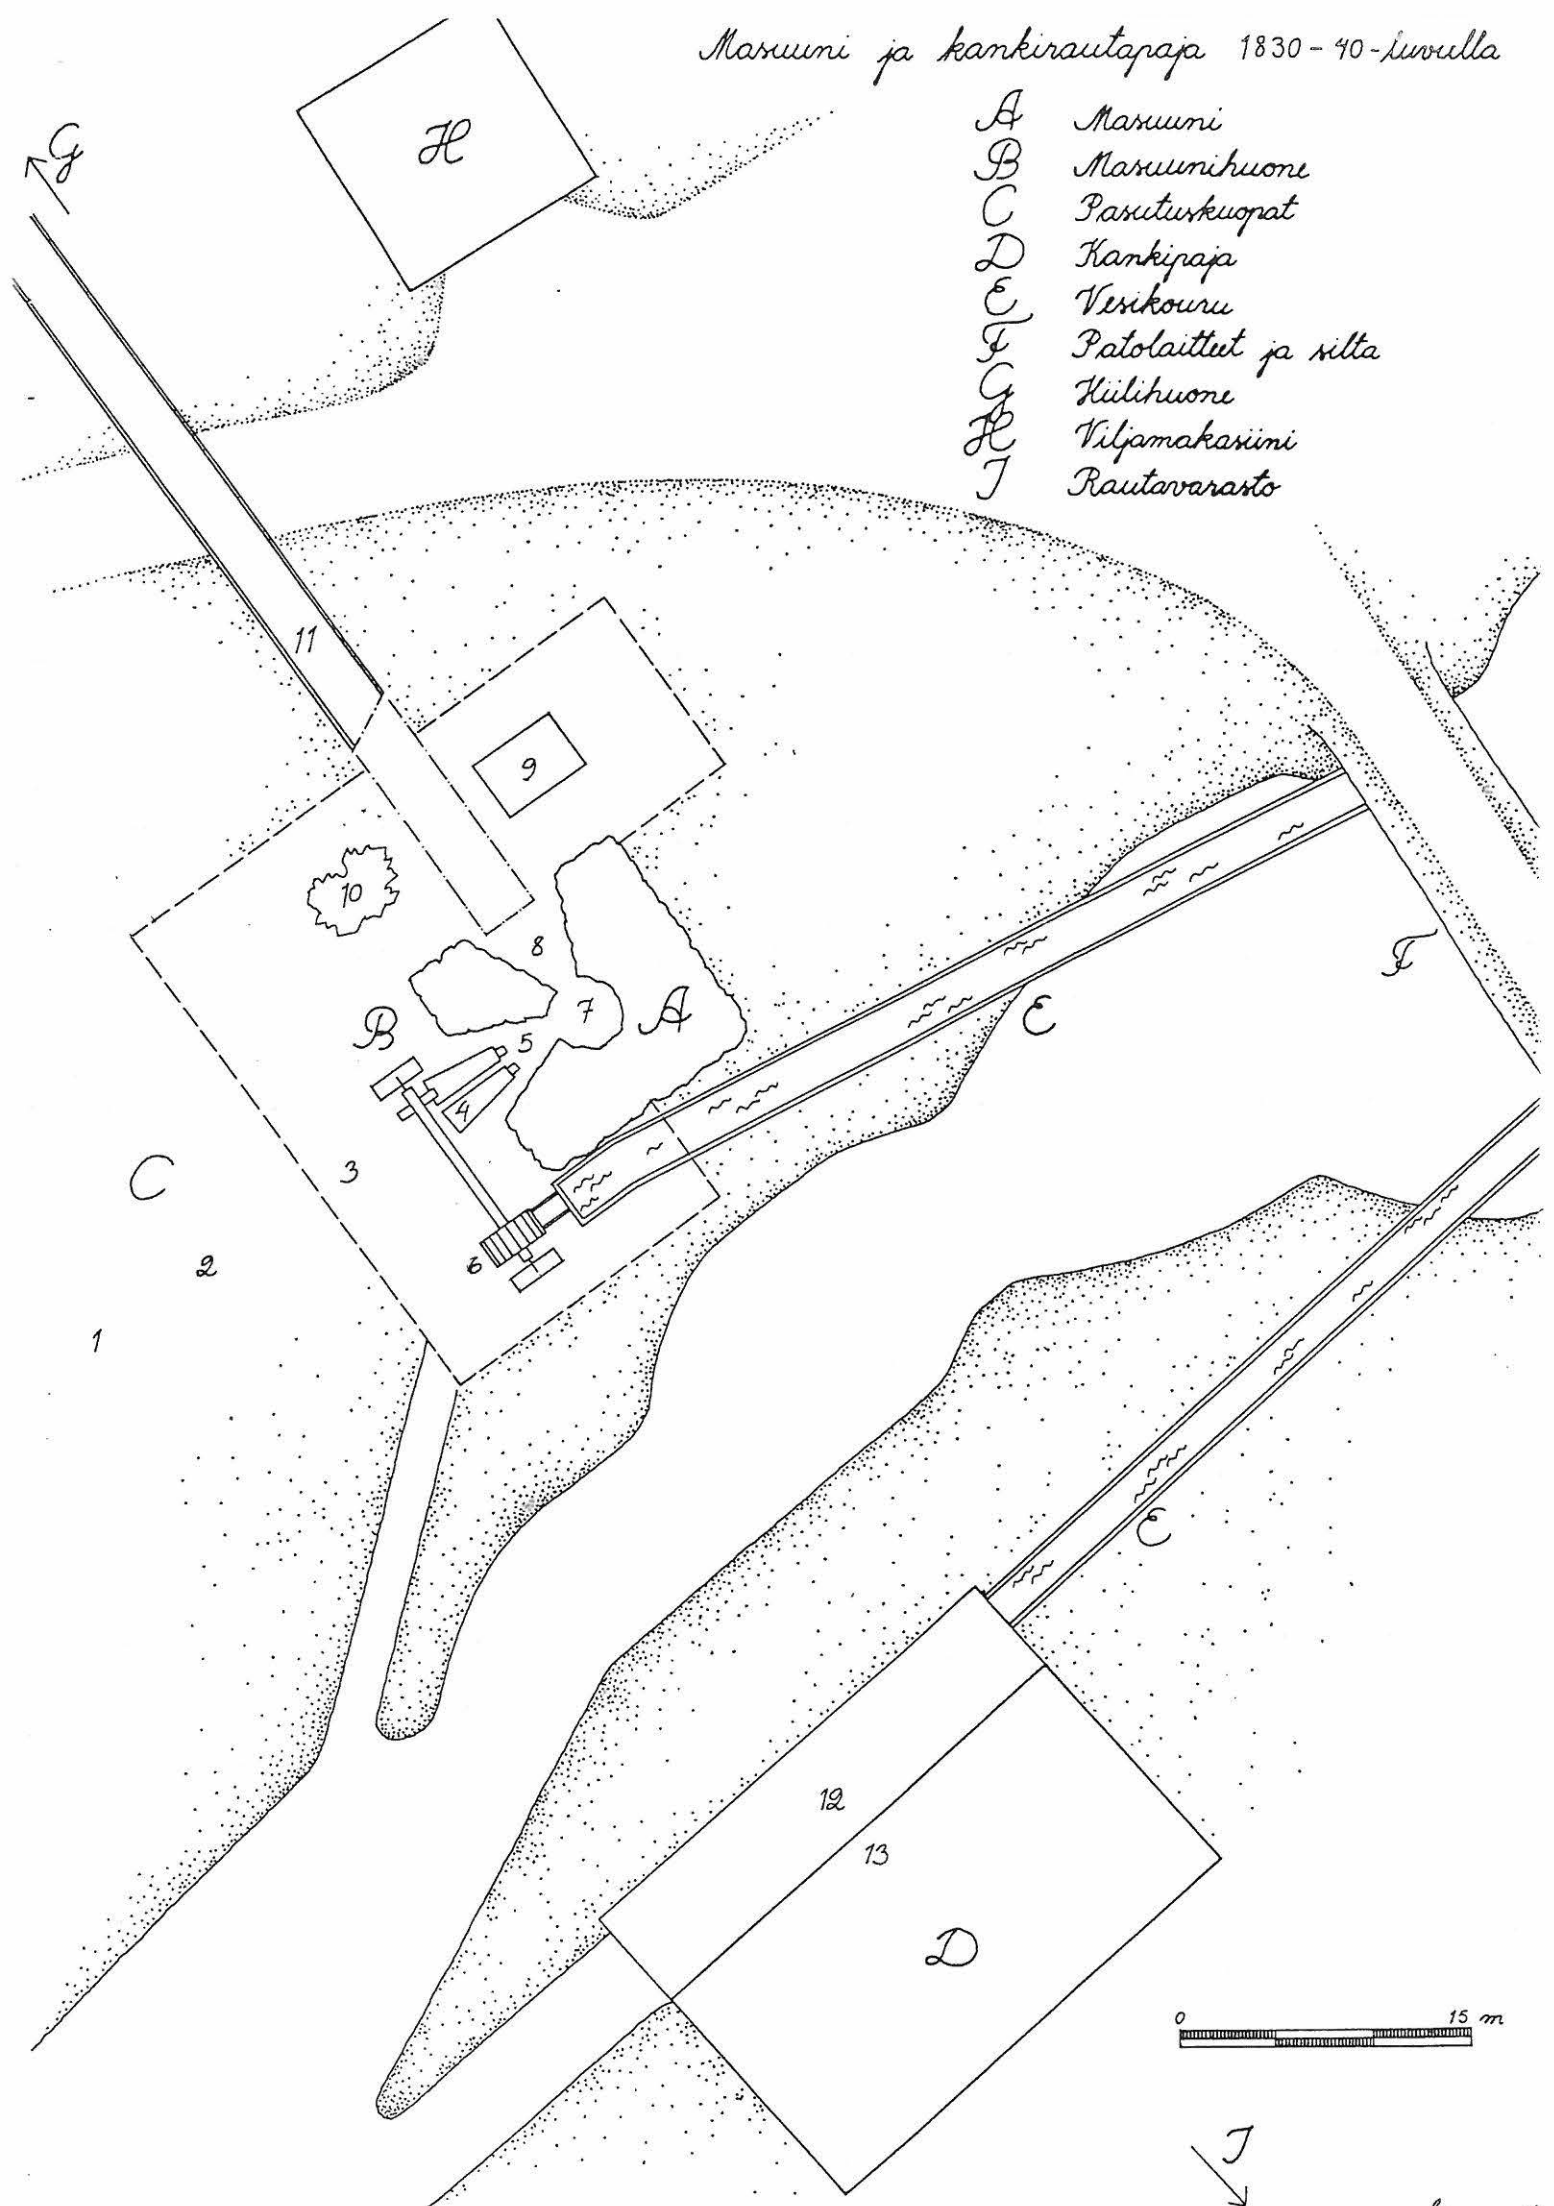 Masuuni ja kankirautapaja 1830-40-luvulla
A Masuuni
B Masuunihuone
C Pasutuskuopat
D Kankipaja
E Vesikouru
F Patolaitteet ja silta
G Hiilihuone
H Viljamakasiini
I Rautavarasto
G
H
11
9
10
8
7
A
B
5
4
F
E
3
C
2
6
1
E
12
13
D
0 15 m
I